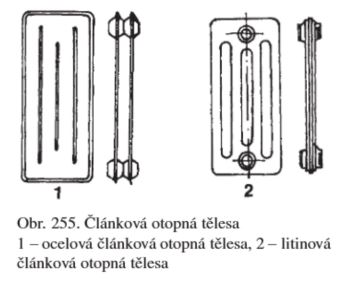 1
2
Obr. 255. Článková otopná tělesa
1 – ocelová článková otopná tělesa, 2 – litinová
článková otopná tělesa